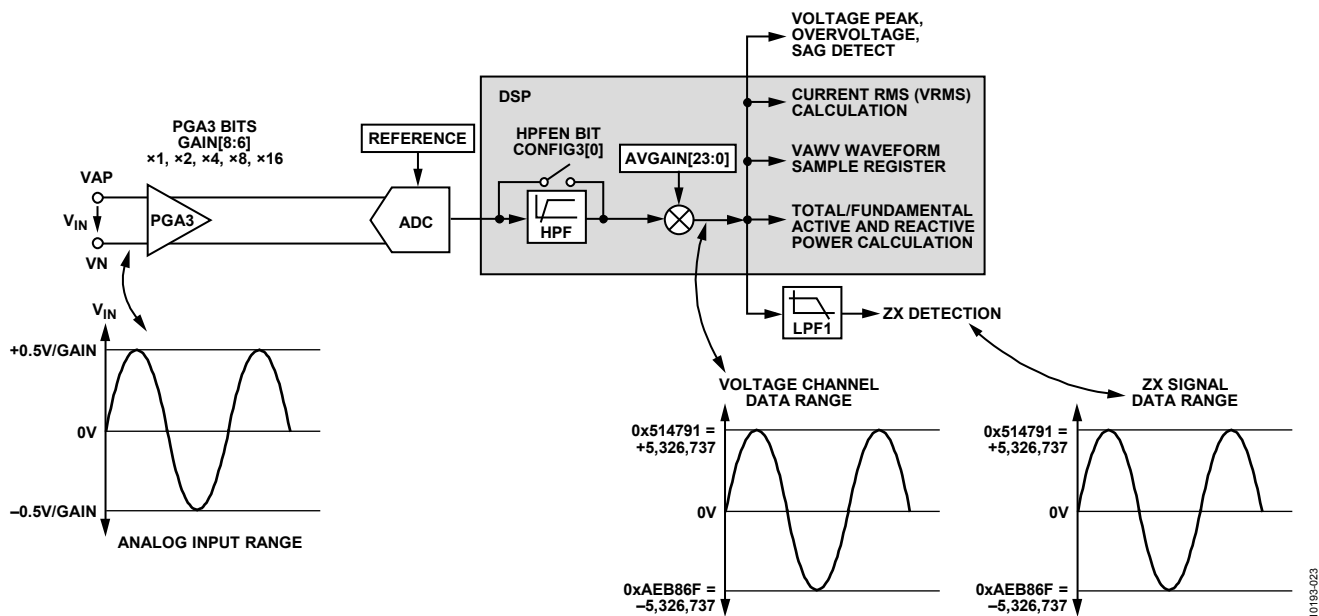 VOLTAGE PEAK,
OVERVOLTAGE,
SAG DETECT
DSP
CURRENT RMS (VRMS)
CALCULATION
PGA3 BITS
GAIN[8:6]
×1, ×2, ×4, ×8, ×16
REFERENCE
HPFEN BIT
CONFIG3[0]
AVGAIN[23:0]
VAWV WAVEFORM
SAMPLE REGISTER
VAP
VIN
VN
PGA3
ADC
HPF
TOTAL/FUNDAMENTAL
ACTIVE AND REACTIVE
POWER CALCULATION
LPF1
ZX DETECTION
VIN
+0.5V/GAIN
0V
–0.5V/GAIN
ANALOG INPUT RANGE
VOLTAGE CHANNEL
DATA RANGE
0x514791 =
+5,326,737
0V
0xAEB86F =
–5,326,737
ZX SIGNAL
DATA RANGE
0x514791 =
+5,326,737
0V
0xAEB86F =
–5,326,737
10193-023